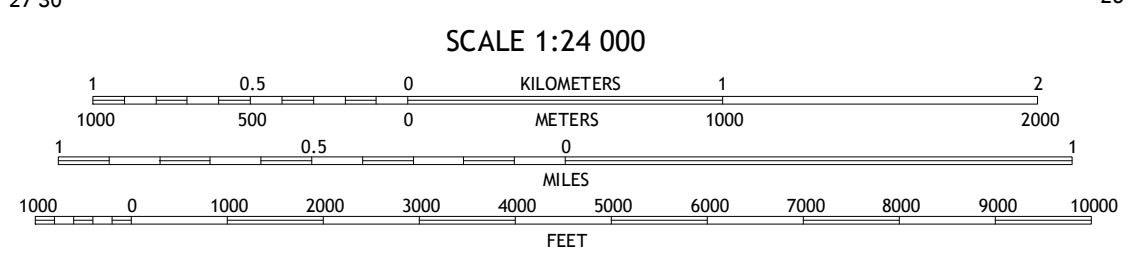 27'30"
SCALE 1:24 000
1 0.5 0 KILOMETERS 1 2
1000 500 0 METERS 1000 2000
1 0.5 0 1
MILES
1000 0 1000 2000 3000 4000 5000 6000 7000 8000 9000 10000
FEET